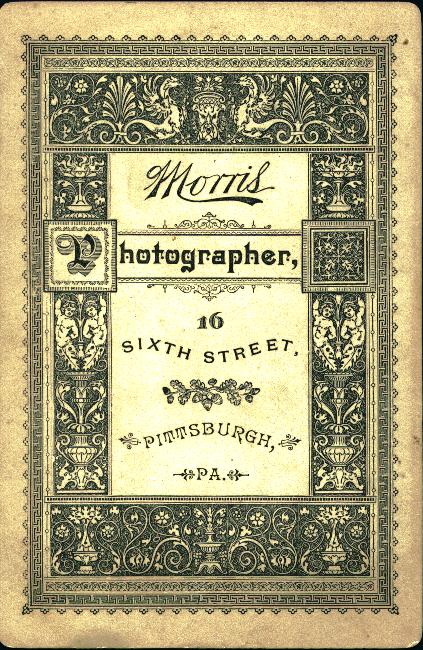 Morris
Photographer,
16
SIXTH STREET,
PITTSBURGH,
PA.